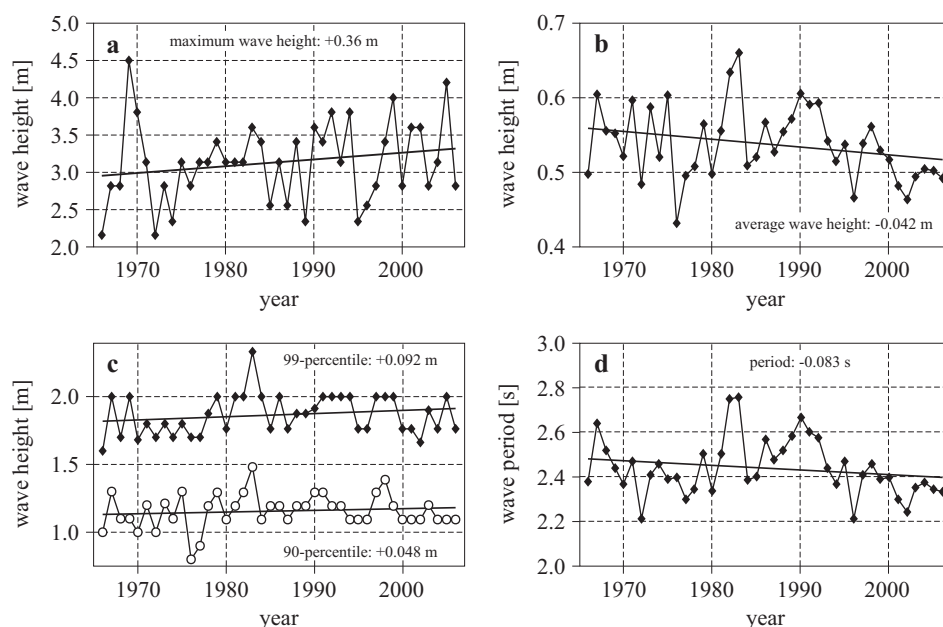 a
maximum wave height: +0.36 m
wave height [m]
5.0
4.5
4.0
3.5
3.0
2.5
2.0
1970 1980 1990 2000
year
b
average wave height: -0.042 m
wave height [m]
0.7
0.6
0.5
0.4
1970 1980 1990 2000
year
c
99-percentile: +0.092 m
90-percentile: +0.048 m
wave height [m]
2.0
1.5
1.0
1970 1980 1990 2000
year
d
period: -0.083 s
wave period [s]
3.0
2.8
2.6
2.4
2.2
2.0
1970 1980 1990 2000
year